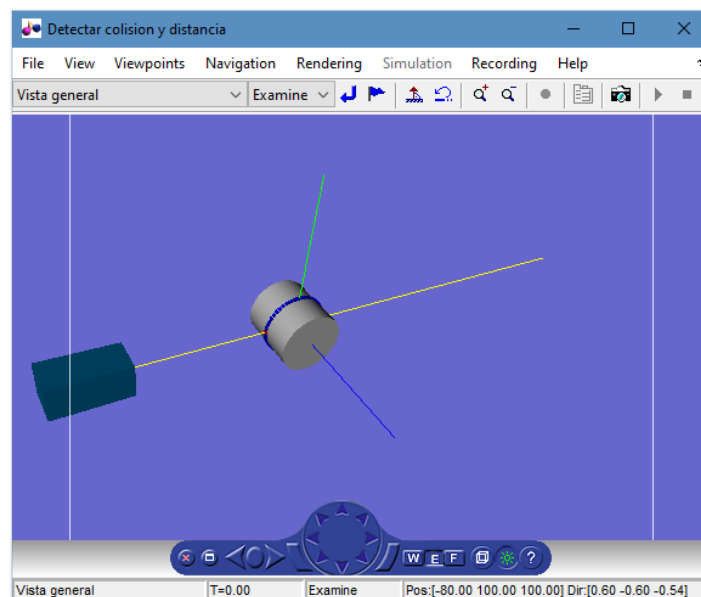 Detectar colision y distancia
File View Viewpoints Navigation Rendering Simulation Recording Help
Vista general Examine
W E F ?
Vista general T=0.00 Examine Pos:[-80.00 100.00 100.00] Dir:[0.60 -0.60 -0.54]